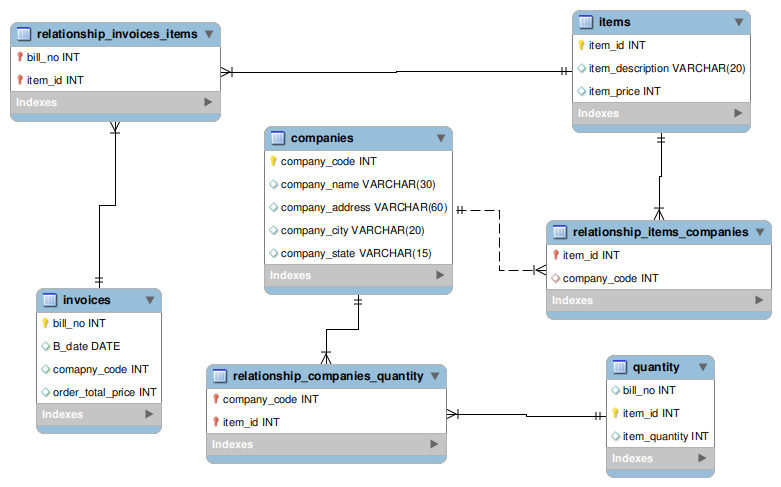 relationship_invoices_items
bill_no INT
item_id INT
Indexes
items
item_id INT
item_description VARCHAR(20)
item_price INT
Indexes
companies
company_code INT
company_name VARCHAR(30)
company_address VARCHAR(60)
company_city VARCHAR(20)
company_state VARCHAR(15)
Indexes
relationship_items_companies
item_id INT
company_code INT
Indexes
invoices
bill_no INT
B_date DATE
comapny_code INT
order_total_price INT
Indexes
relationship_companies_quantity
company_code INT
item_id INT
Indexes
quantity
bill_no INT
item_id INT
item_quantity INT
Indexes